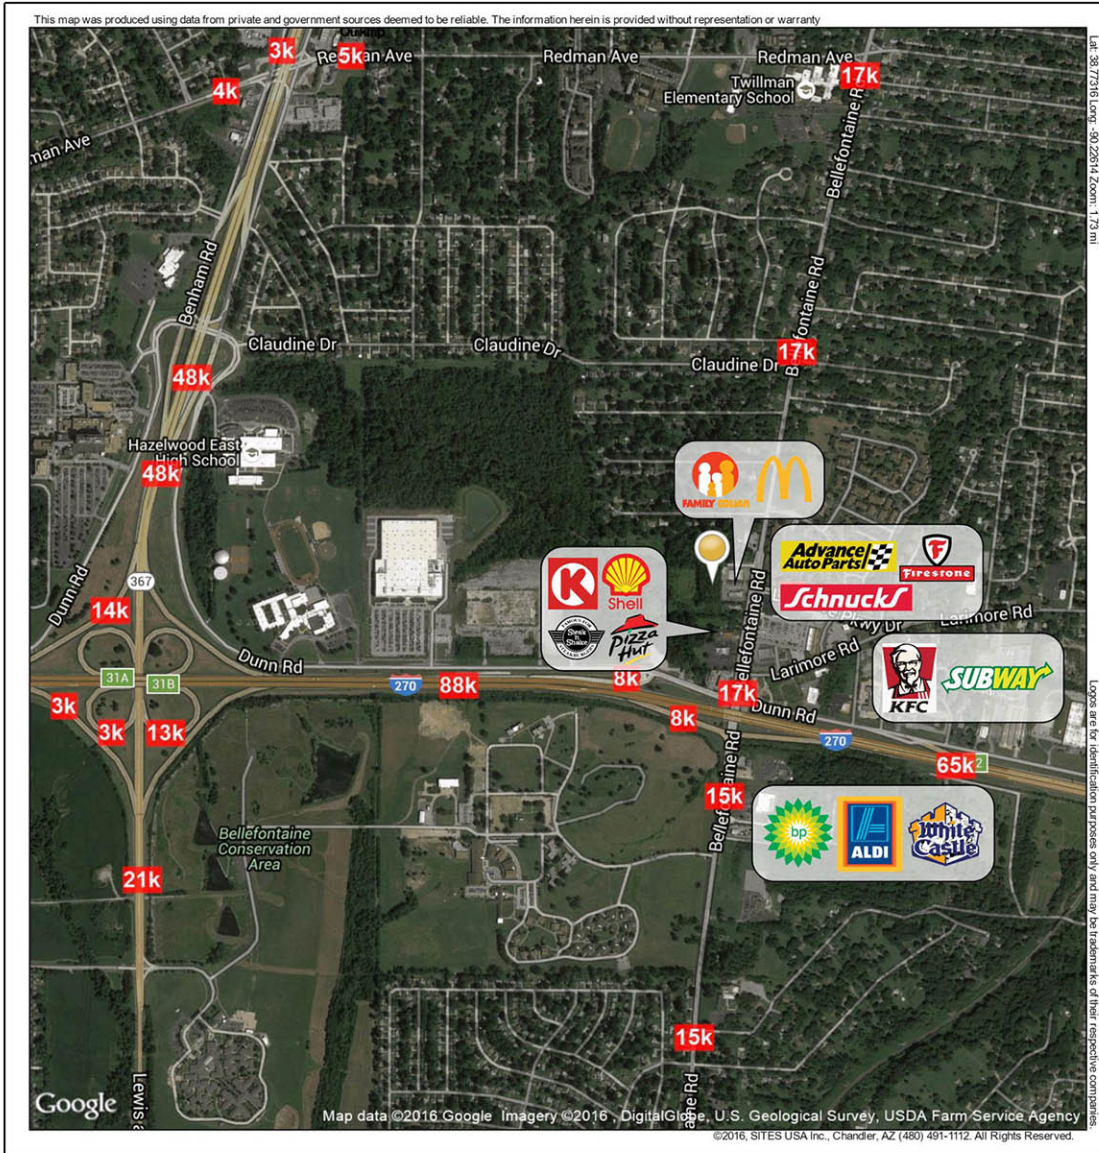 This map was produced using data from private and government sources deemed to be reliable. The information herein is provided without representation or warranty
Lat: 38.77316 Long: -90.22614 Zoom: 1.73 mi
3k
5k
Redman Ave
Redman Ave
17k
4k
Twillman
Elementary School
man Ave
Bellefontaine Rd
Benham Rd
Bellefontaine Rd
Claudine Dr
Claudine Dr
Claudine Dr
17k
48k
Hazelwood East
High School
48k
FAMILY DOLLAR
M
Advance
Auto Parts
F
Firestone
Schnucks
K
Shell
Steak
'n
Shake
Pizza
Hut
Dunn Rd
367
14k
Bellefontaine Rd
kwy Dr
Larimore Rd
Larimore Rd
KFC
SUBWAY
Dunn Rd
31A
31B
270
88k
8k
17k
Dunn Rd
3k
3k
13k
8k
270
65k
2
15k
bp
ALDI
White
Castle
Bellefontaine
Conservation
Area
21k
15k
Lewis
aine Rd
Google
Map data ©2016 Google Imagery ©2016 , DigitalGlobe, U.S. Geological Survey, USDA Farm Service Agency
©2016, SITES USA Inc., Chandler, AZ (480) 491-1112. All Rights Reserved.
Logos are for identification purposes only and may be trademarks of their respective companies.